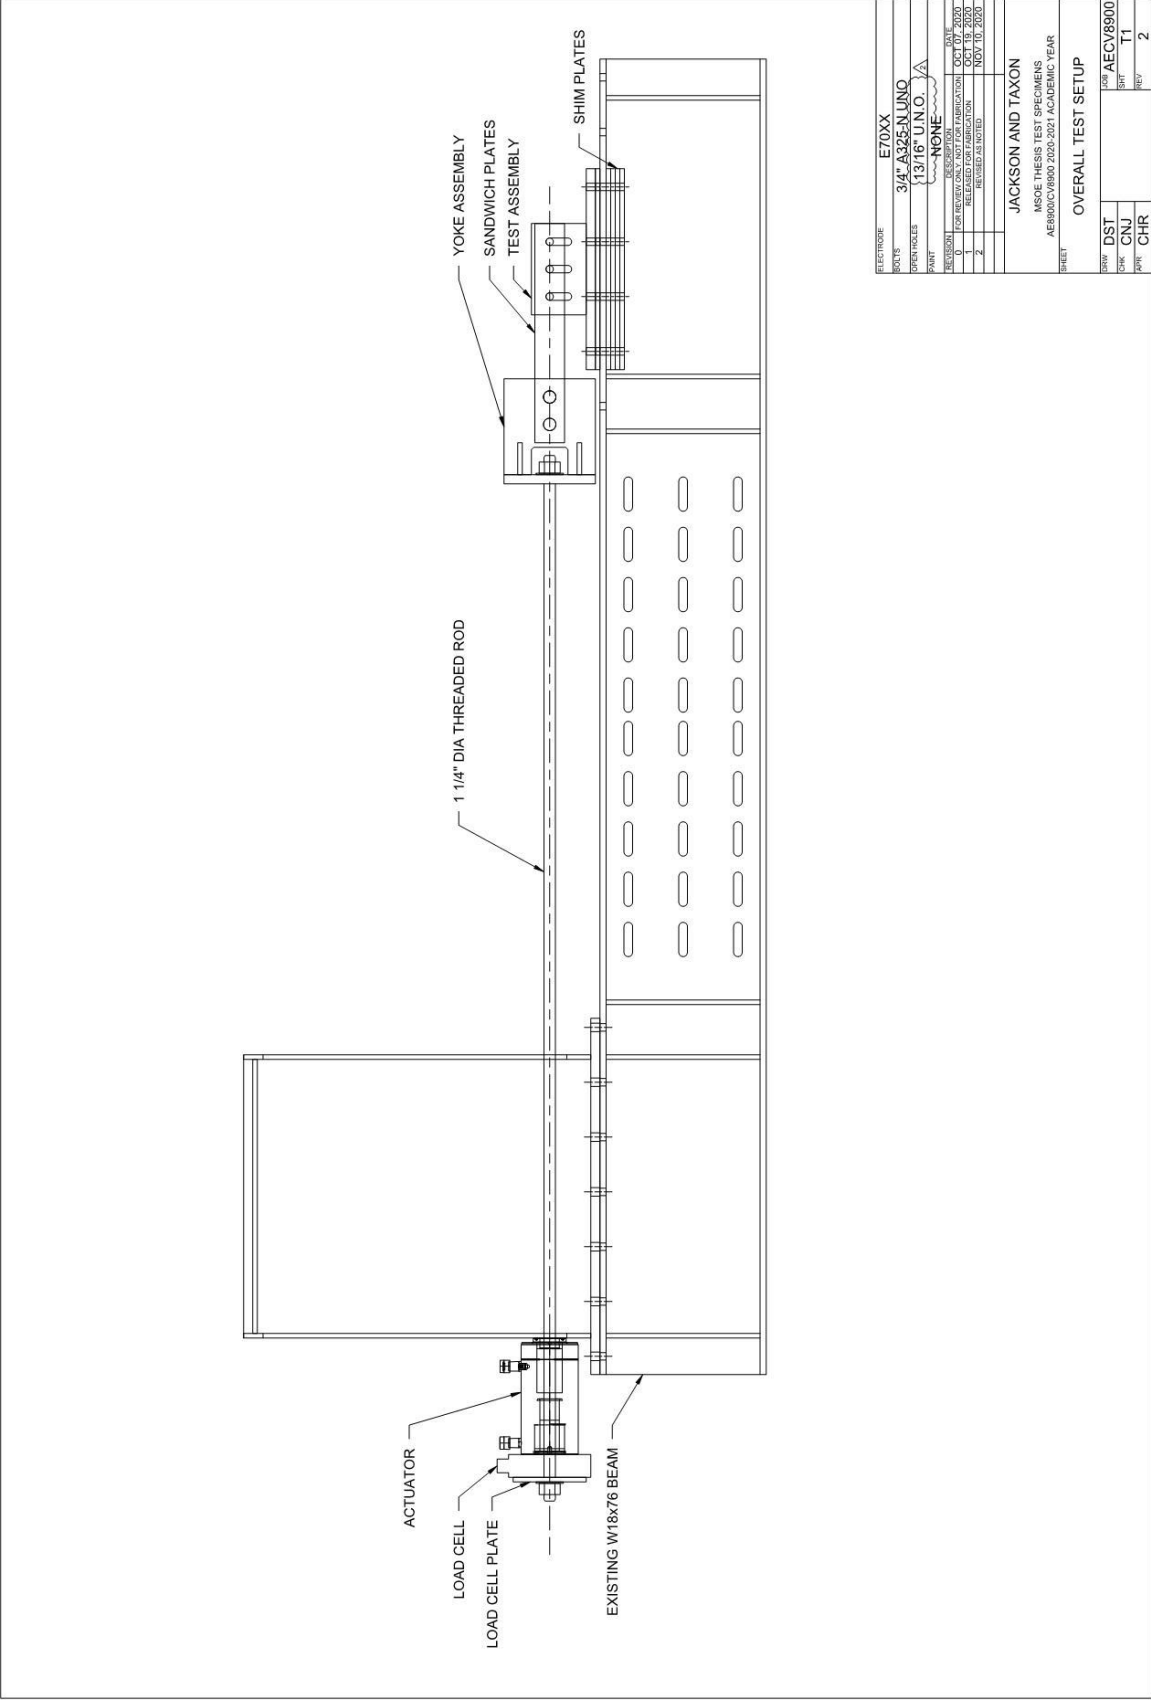 YOKE ASSEMBLY
SANDWICH PLATES
TEST ASSEMBLY
SHIM PLATES
1 1/4" DIA THREADED ROD
ACTUATOR
LOAD CELL
LOAD CELL PLATE
EXISTING W18x76 BEAM
ELECTRODE
E70XX
BOLTS
3/4" A325-N UNO
OPEN HOLES
13/16" U.N.O.
2
PAINT
NONE
REVISION DESCRIPTION DATE
0 FOR REVIEW ONLY, NOT FOR FABRICATION OCT 07, 2020
1 RELEASED FOR FABRICATION OCT 19, 2020
2 REVISED AS NOTED NOV 10, 2020
JACKSON AND TAXON
MSOE THESIS TEST SPECIMENS
AE8900/CV8900 2020-2021 ACADEMIC YEAR
SHEET
OVERALL TEST SETUP
DRW DST
JOB AECV8900
CHK CNJ
SHT T1
APR CHR
REV 2